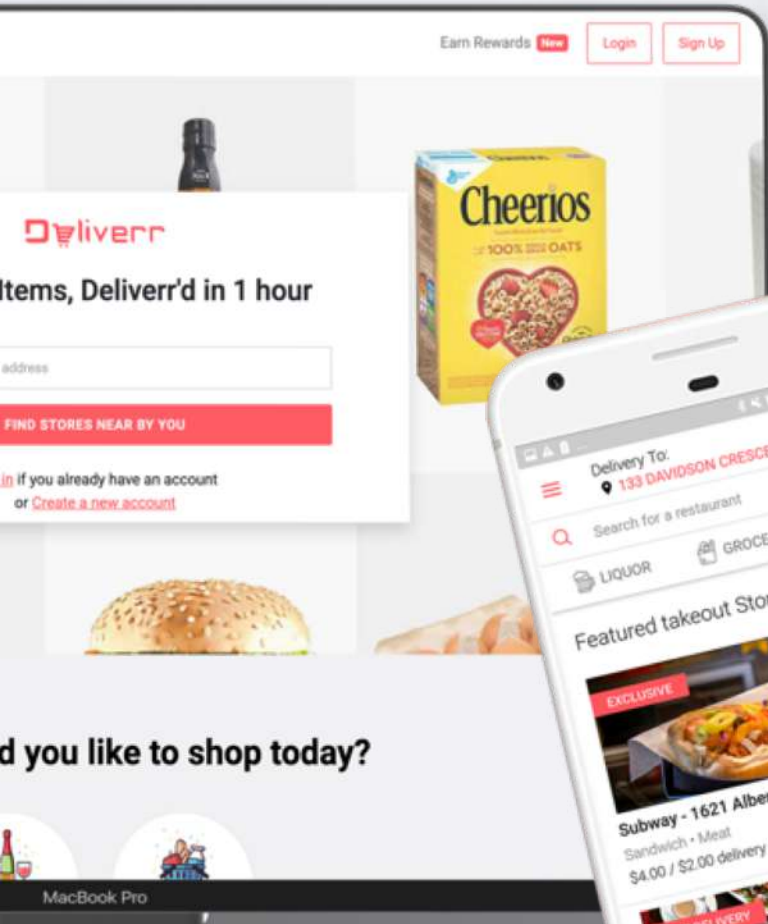 Earn Rewards New Login Sign Up
Deliverr
Items, Deliverr'd in 1 hour
address
FIND STORES NEAR BY YOU
in if you already have an account
or Create a new account
Cheerios
100% OATS
Delivery To:
133 DAVIDSON CRESCE
Search for a restaurant
LIQUOR GROCE
Featured takeout Sto
EXCLUSIVE
Subway - 1621 Alber
Sandwich • Meat
$4.00 / $2.00 delivery
DELIVERY
d you like to shop today?
MacBook Pro